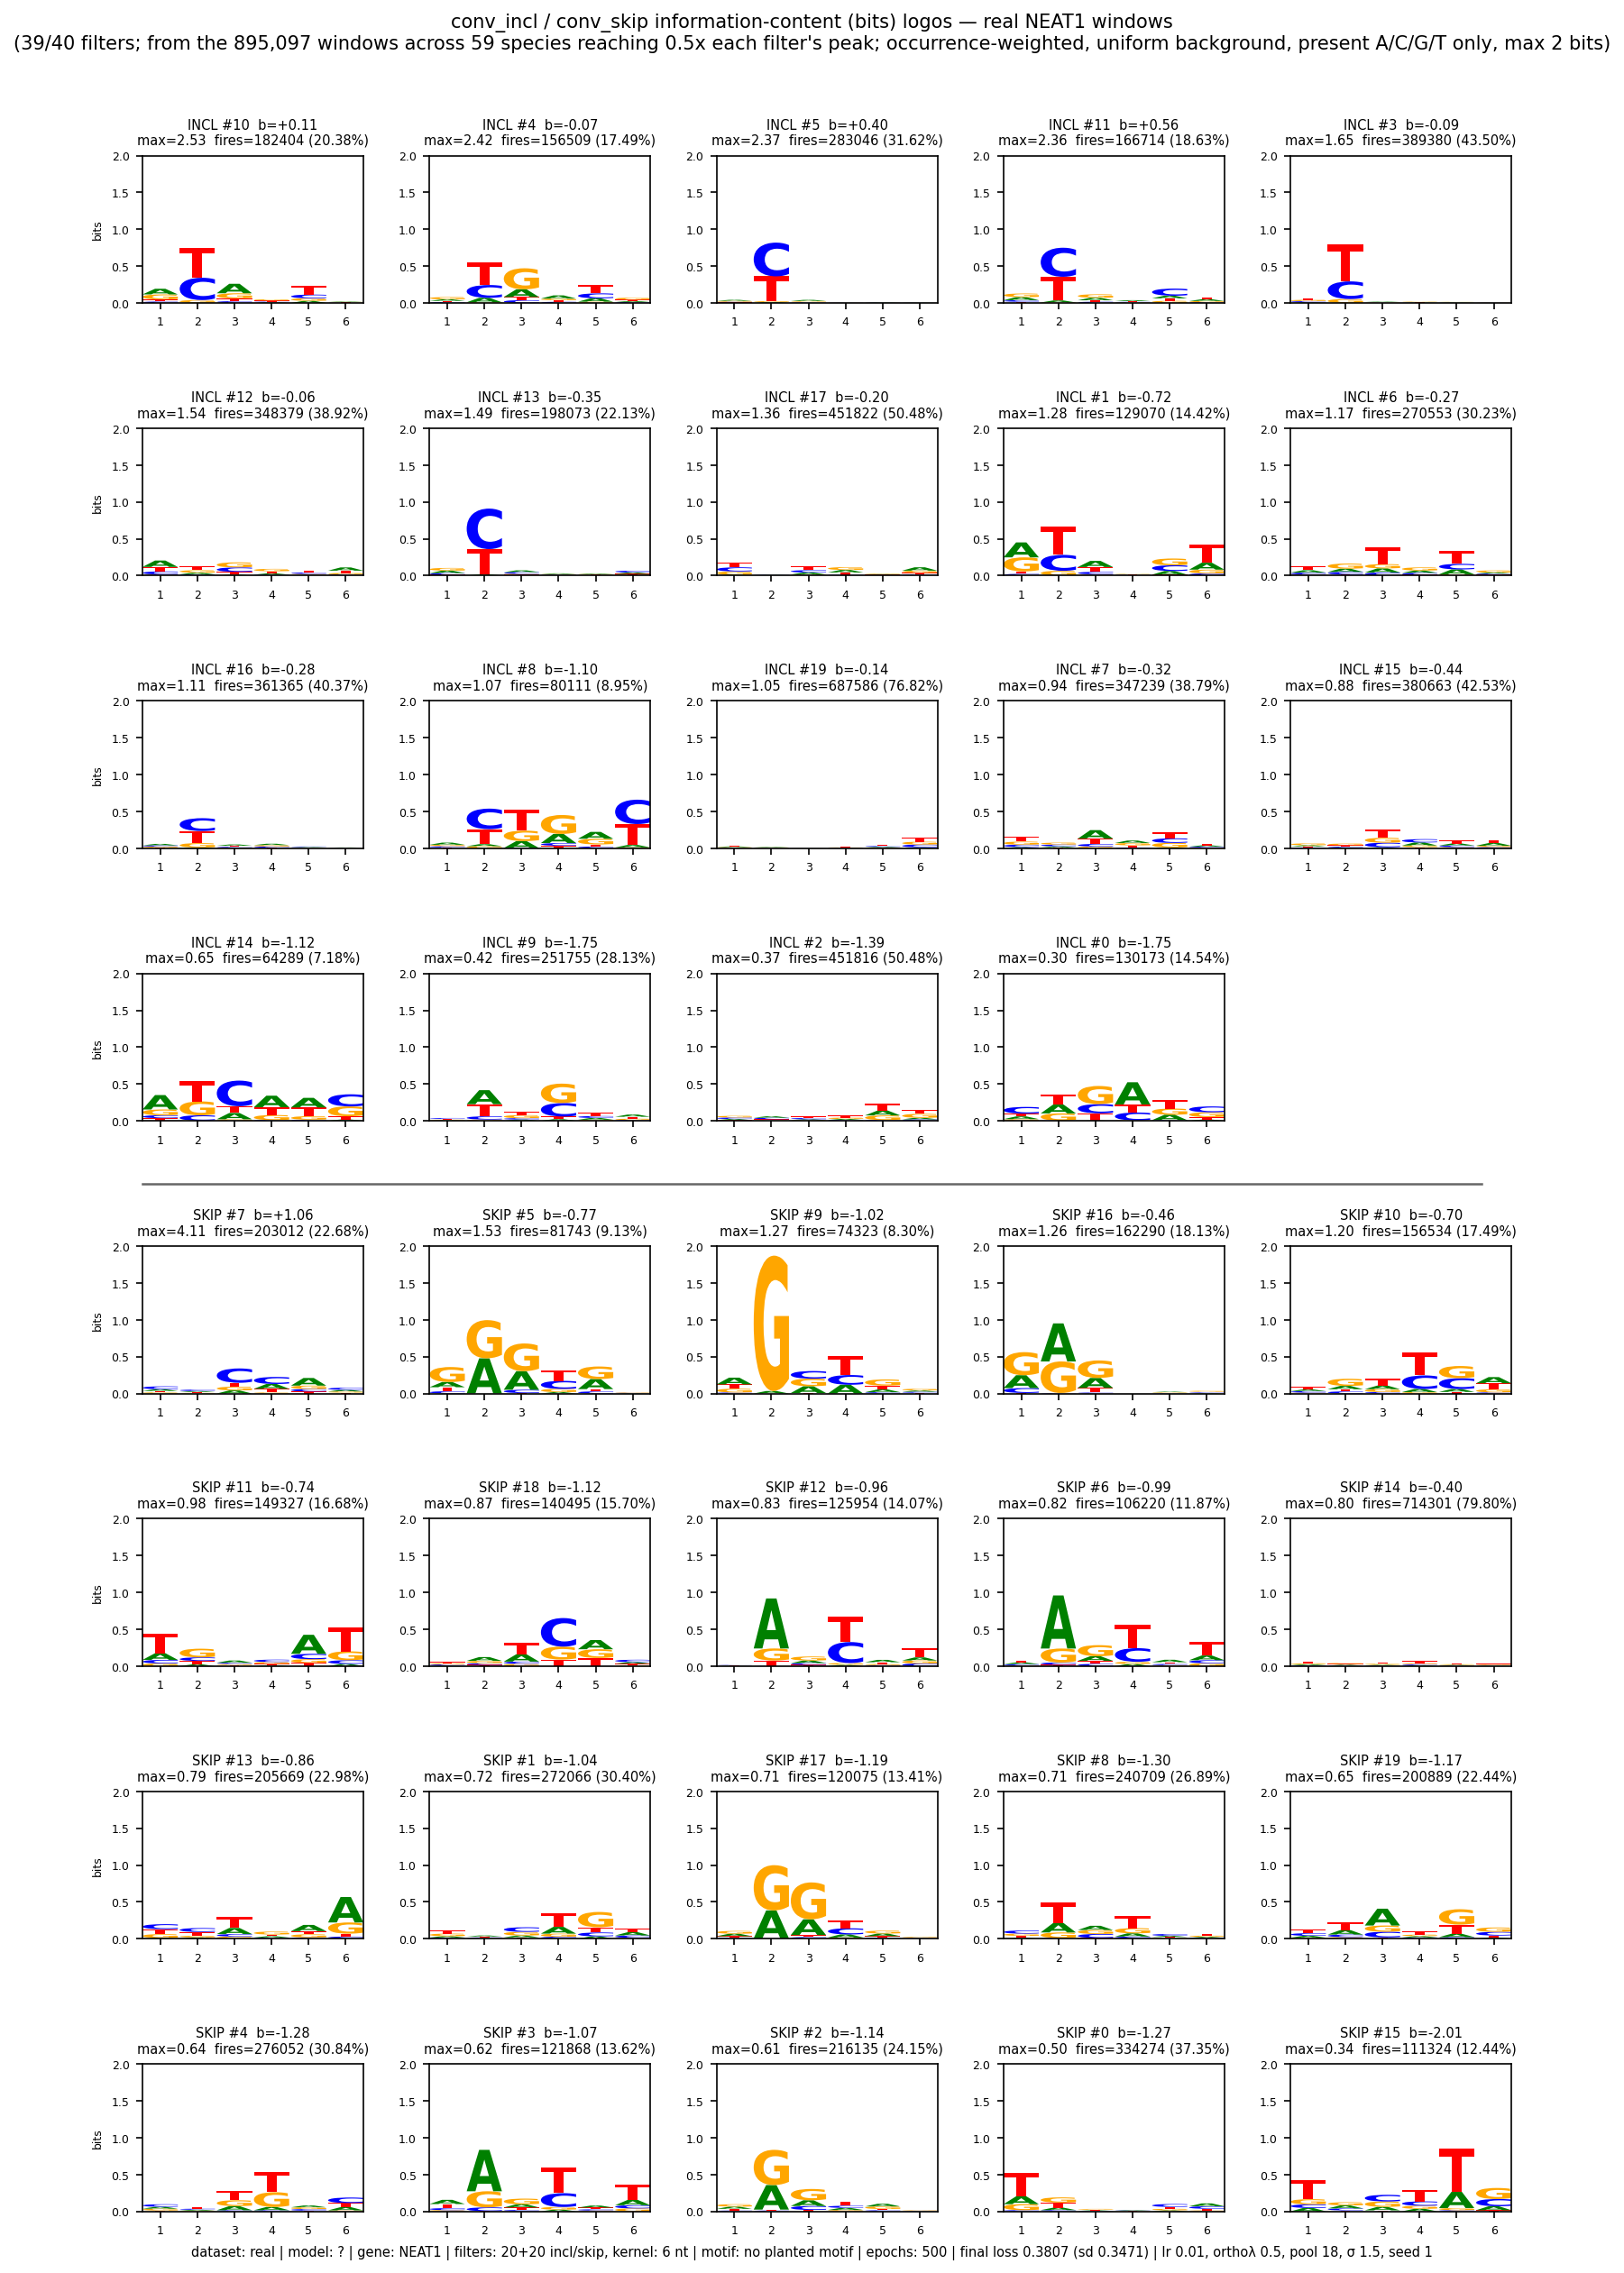 conv_incl / conv_skip information-content (bits) logos — real NEAT1 windows
(39/40 filters; from the 895,097 windows across 59 species reaching 0.5x each filter's peak; occurrence-weighted, uniform background, present A/C/G/T only, max 2 bits)
INCL #10 b=+0.11
max=2.53 fires=182404 (20.38%)
INCL #4 b=-0.07
max=2.42 fires=156509 (17.49%)
INCL #5 b=+0.40
max=2.37 fires=283046 (31.62%)
INCL #11 b=+0.56
max=2.36 fires=166714 (18.63%)
INCL #3 b=-0.09
max=1.65 fires=389380 (43.50%)
INCL #12 b=-0.06
max=1.54 fires=348379 (38.92%)
INCL #13 b=-0.35
max=1.49 fires=198073 (22.13%)
INCL #17 b=-0.20
max=1.36 fires=451822 (50.48%)
INCL #1 b=-0.72
max=1.28 fires=129070 (14.42%)
INCL #6 b=-0.27
max=1.17 fires=270553 (30.23%)
INCL #16 b=-0.28
max=1.11 fires=361365 (40.37%)
INCL #8 b=-1.10
max=1.07 fires=80111 (8.95%)
INCL #19 b=-0.14
max=1.05 fires=687586 (76.82%)
INCL #7 b=-0.32
max=0.94 fires=347239 (38.79%)
INCL #15 b=-0.44
max=0.88 fires=380663 (42.53%)
INCL #14 b=-1.12
max=0.65 fires=64289 (7.18%)
INCL #9 b=-1.75
max=0.42 fires=251755 (28.13%)
INCL #2 b=-1.39
max=0.37 fires=451816 (50.48%)
INCL #0 b=-1.75
max=0.30 fires=130173 (14.54%)
SKIP #7 b=+1.06
max=4.11 fires=203012 (22.68%)
SKIP #5 b=-0.77
max=1.53 fires=81743 (9.13%)
SKIP #9 b=-1.02
max=1.27 fires=74323 (8.30%)
SKIP #16 b=-0.46
max=1.26 fires=162290 (18.13%)
SKIP #10 b=-0.70
max=1.20 fires=156534 (17.49%)
SKIP #11 b=-0.74
max=0.98 fires=149327 (16.68%)
SKIP #18 b=-1.12
max=0.87 fires=140495 (15.70%)
SKIP #12 b=-0.96
max=0.83 fires=125954 (14.07%)
SKIP #6 b=-0.99
max=0.82 fires=106220 (11.87%)
SKIP #14 b=-0.40
max=0.80 fires=714301 (79.80%)
SKIP #13 b=-0.86
max=0.79 fires=205669 (22.98%)
SKIP #1 b=-1.04
max=0.72 fires=272066 (30.40%)
SKIP #17 b=-1.19
max=0.71 fires=120075 (13.41%)
SKIP #8 b=-1.30
max=0.71 fires=240709 (26.89%)
SKIP #19 b=-1.17
max=0.65 fires=200889 (22.44%)
SKIP #4 b=-1.28
max=0.64 fires=276052 (30.84%)
SKIP #3 b=-1.07
max=0.62 fires=121868 (13.62%)
SKIP #2 b=-1.14
max=0.61 fires=216135 (24.15%)
SKIP #0 b=-1.27
max=0.50 fires=334274 (37.35%)
SKIP #15 b=-2.01
max=0.34 fires=111324 (12.44%)
dataset: real | model: ? | gene: NEAT1 | filters: 20+20 incl/skip, kernel: 6 nt | motif: no planted motif | epochs: 500 | final loss 0.3807 (sd 0.3471) | lr 0.01, orthoλ 0.5, pool 18, σ 1.5, seed 1